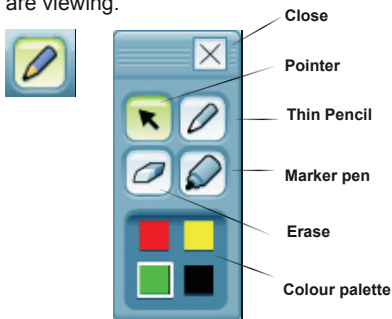 are viewing.
Close
Pointer
Thin Pencil
Marker pen
Erase
Colour palette